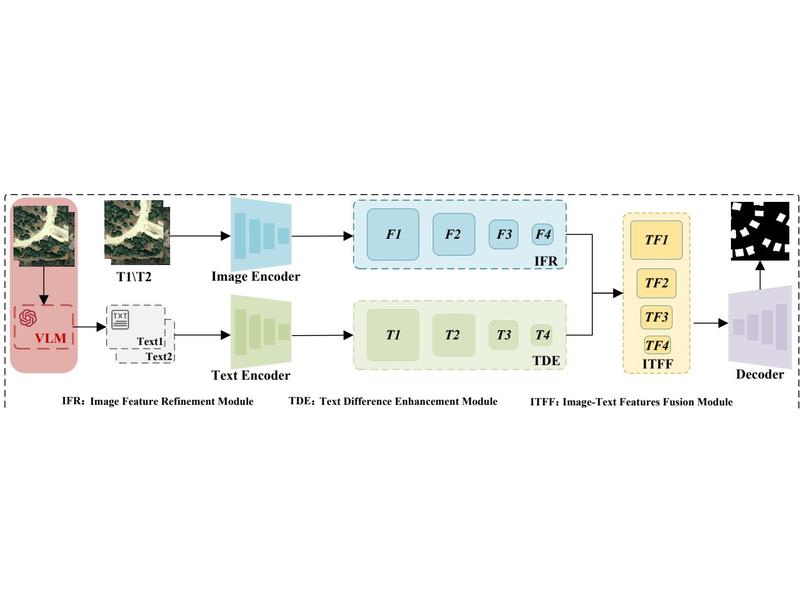 T1\T2
VLM
TXT
Text1
Text2
Image Encoder
Text Encoder
F1 F2 F3 F4
IFR
T1 T2 T3 T4
TDE
TF1
TF2
TF3
TF4
ITFF
Decoder
IFR: Image Feature Refinement Module TDE: Text Difference Enhancement Module ITFF: Image-Text Features Fusion Module